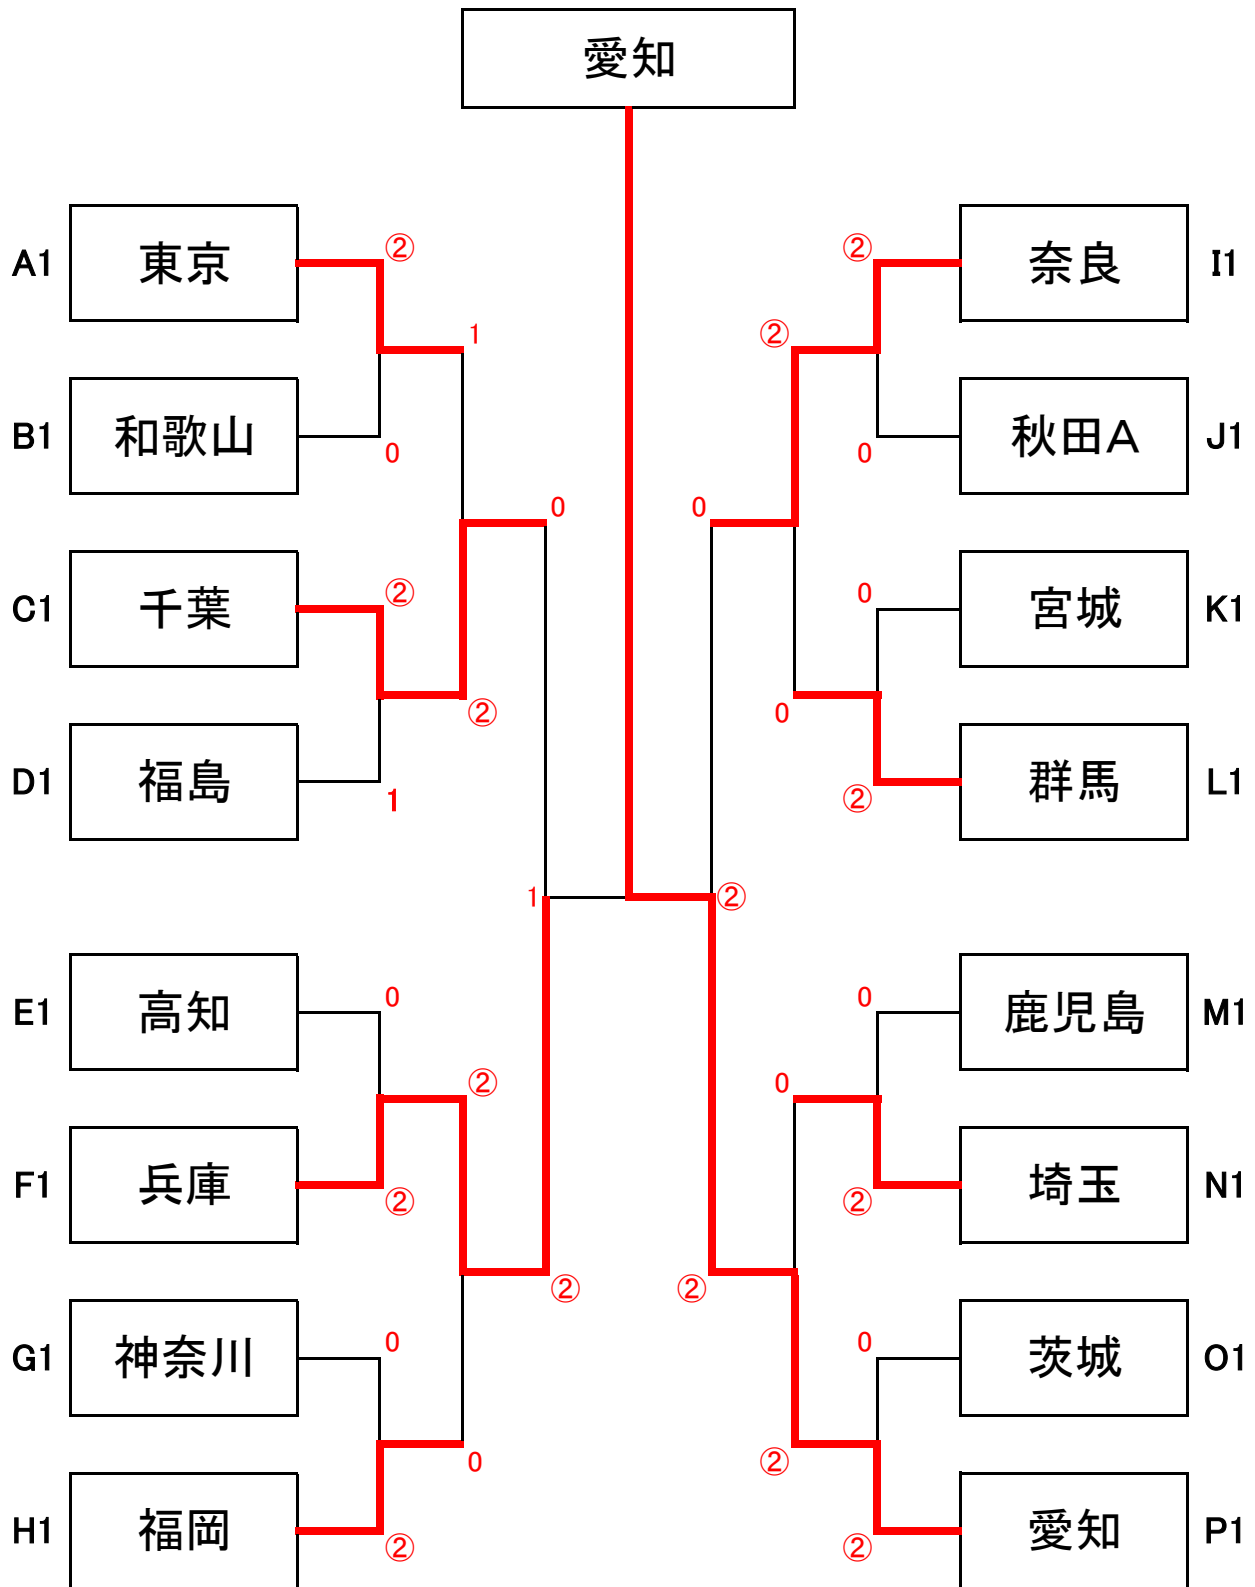 愛知
A1 東京 ② ② 奈良 I1
1 ②
B1 和歌山 0 0 秋田A J1
0 0
C1 千葉 ② 0 宮城 K1
② 0
D1 福島 1 ② 群馬 L1
1 ②
E1 高知 0 0 鹿児島 M1
② 0
F1 兵庫 ② ② 埼玉 N1
② ②
G1 神奈川 0 0 茨城 O1
0 ②
H1 福岡 ② ② 愛知 P1